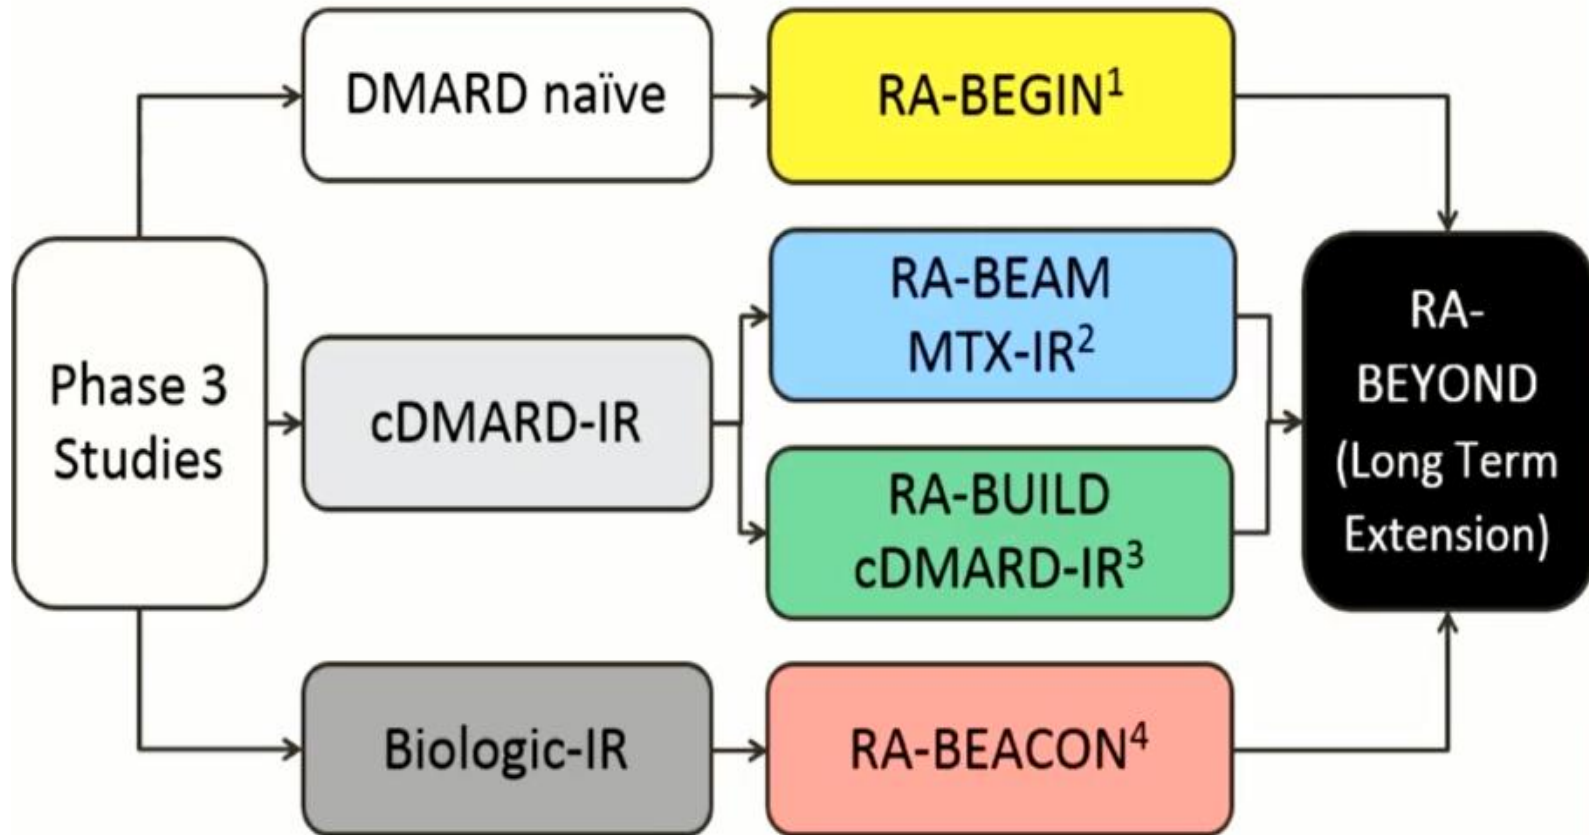 DMARD naïve
RA-BEGIN¹
Phase 3
Studies
cDMARD-IR
RA-BEAM
MTX-IR²
RA-BUILD
cDMARD-IR³
Biologic-IR
RA-BEACON⁴
RA-
BEYOND
(Long Term
Extension)